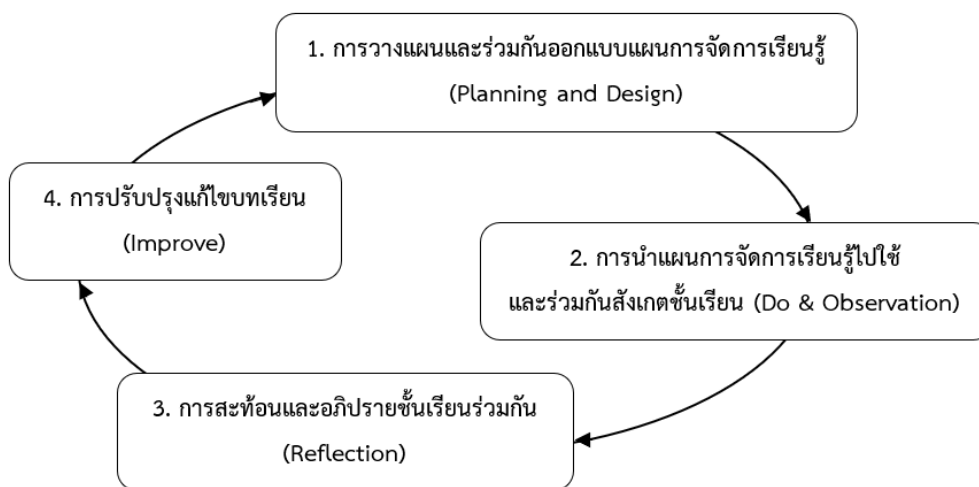 1. การวางแผนและร่วมกันออกแบบแผนการจัดการเรียนรู้
(Planning and Design)
2. การนำแผนการจัดการเรียนรู้ไปใช้
และร่วมกันสังเกตชั้นเรียน (Do & Observation)
3. การสะท้อนและอภิปรายชั้นเรียนร่วมกัน
(Reflection)
4. การปรับปรุงแก้ไขบทเรียน
(Improve)